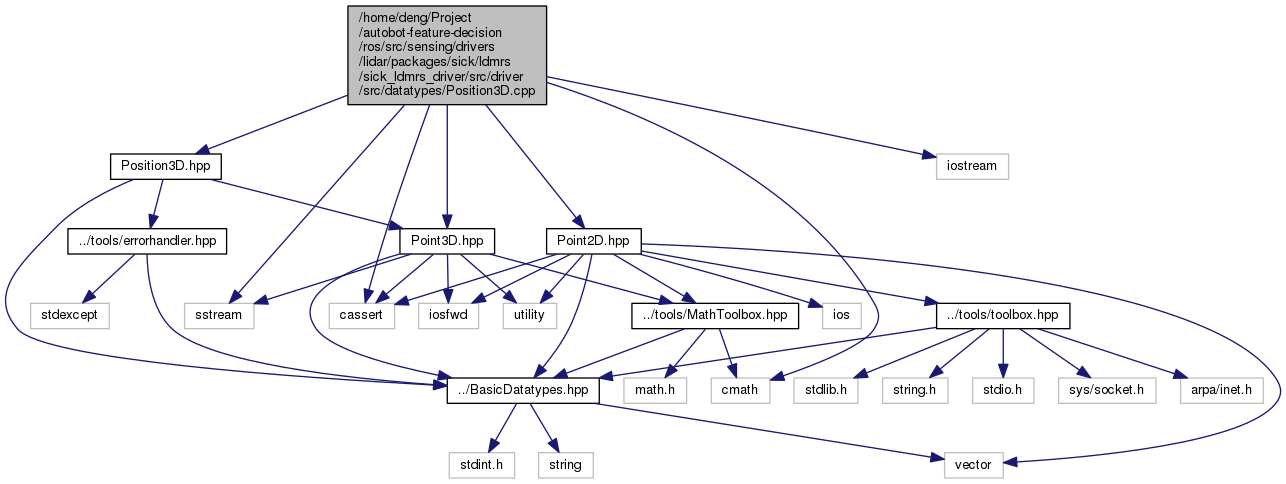 /home/deng/Project
/autobot-feature-decision
/ros/src/sensing/drivers
/lidar/packages/sick/ldmrs
/sick_ldmrs_driver/src/driver
/src/datatypes/Position3D.cpp
Position3D.hpp
iostream
../tools/errorhandler.hpp
Point3D.hpp
Point2D.hpp
stdexcept
sstream
cassert
iosfwd
utility
../tools/MathToolbox.hpp
ios
../tools/toolbox.hpp
../BasicDatatypes.hpp
math.h
cmath
stdlib.h
string.h
stdio.h
sys/socket.h
arpa/inet.h
stdint.h
string
vector